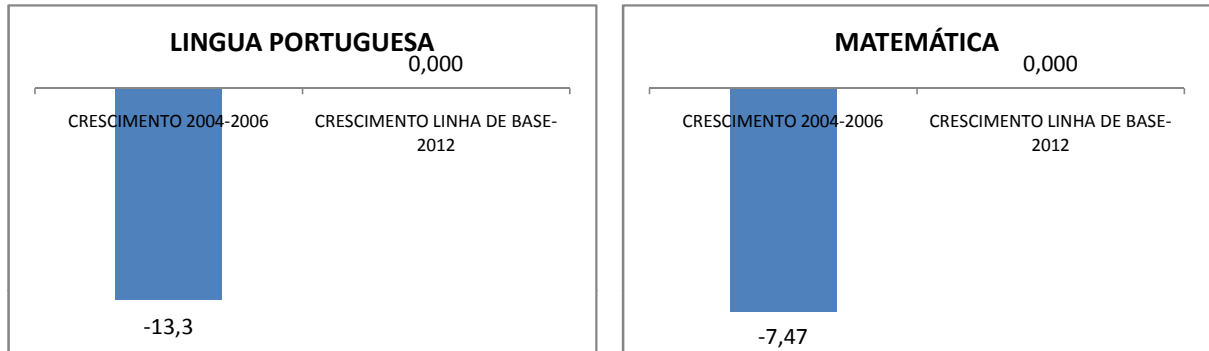 LINGUA PORTUGUESA
0,000
CRESCIMENTO 2004-2006
CRESCIMENTO LINHA DE BASE-
2012
-13,3
MATEMÁTICA
0,000
CRESCIMENTO 2004-2006
CRESCIMENTO LINHA DE BASE-
2012
-7,47